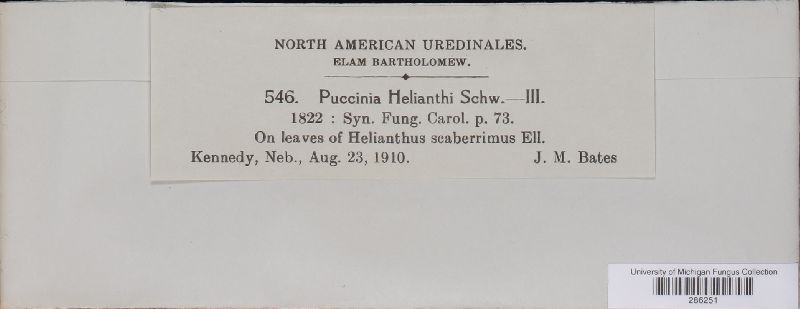 NORTH AMERICAN UREDINALES.
ELAM BARTHOLOMEW.
546. Puccinia Helianthi Schw.—III.
1822 : Syn. Fung. Carol. p. 73.
On leaves of Helianthus scaberrimus Ell.
Kennedy, Neb., Aug. 23, 1910. J. M. Bates
University of Michigan Fungus Collection
286251